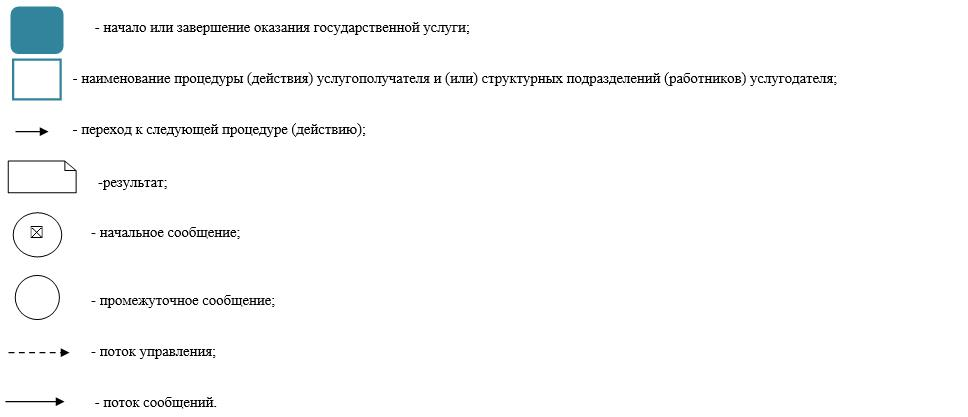 - начало или завершение оказания государственной услуги;
- наименование процедуры (действия) услугополучателя и (или) структурных подразделений (работников) услугодателя;
- переход к следующей процедуре (действию);
-результат;
- начальное сообщение;
- промежуточное сообщение;
- поток управления;
- поток сообщений.